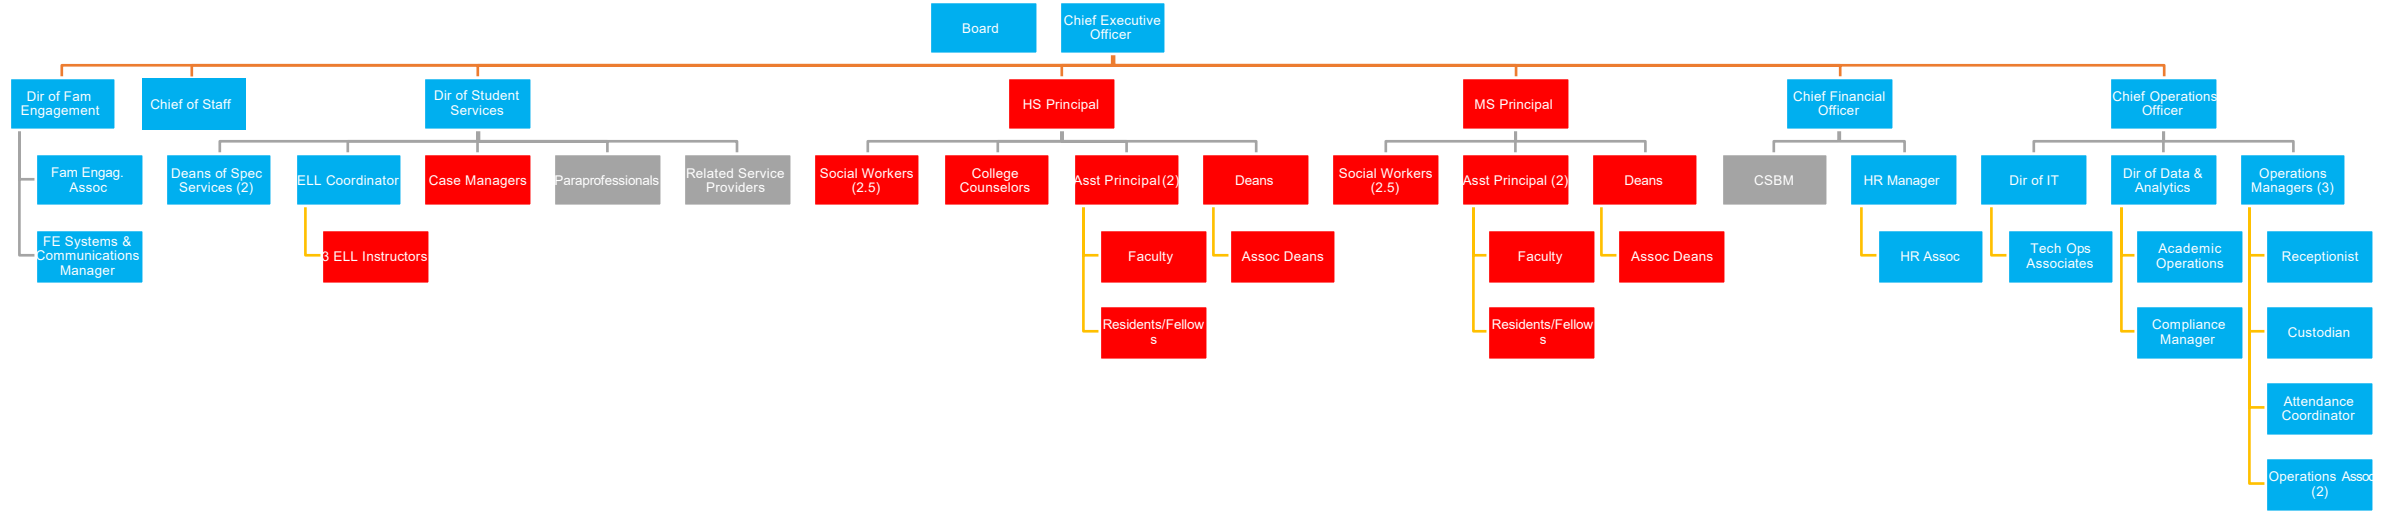 Board
Chief Executive
Officer
Dir of Fam
Engagement
Chief of Staff
Dir of Student
Services
HS Principal
MS Principal
Chief Financial
Officer
Chief Operations
Officer
Fam Engag.
Assoc
Deans of Spec
Services (2)
ELL Coordinator
Case Managers
Paraprofessionals
Related Service
Providers
Social Workers
(2.5)
College
Counselors
Asst Principal (2)
Deans
Social Workers
(2.5)
Asst Principal (2)
Deans
CSBM
HR Manager
Dir of IT
Dir of Data &
Analytics
Operations
Managers (3)
FE Systems &
Communications
Manager
3 ELL Instructors
Faculty
Assoc Deans
Faculty
Assoc Deans
HR Assoc
Tech Ops
Associates
Academic
Operations
Receptionist
Residents/Fellow
s
Residents/Fellow
s
Compliance
Manager
Custodian
Attendance
Coordinator
Operations Assoc
(2)